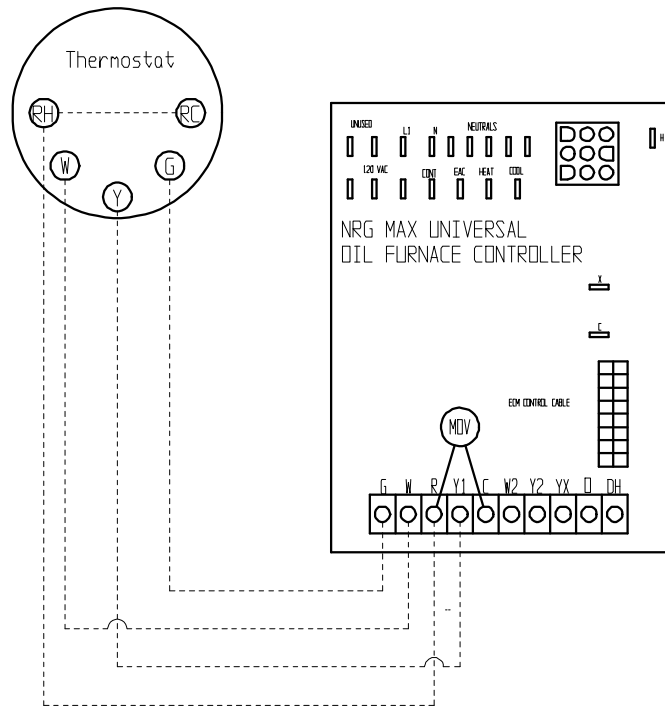 Thermostat
RH RC
W G
Y
UNUSED L1 N NEUTRALS
H
120 VAC CONT EAC HEAT COOL
NRG MAX UNIVERSAL
OIL FURNACE CONTROLLER
X
C
ECM CONTROL CABLE
MOV
G W R Y1 C W2 Y2 YX O DH